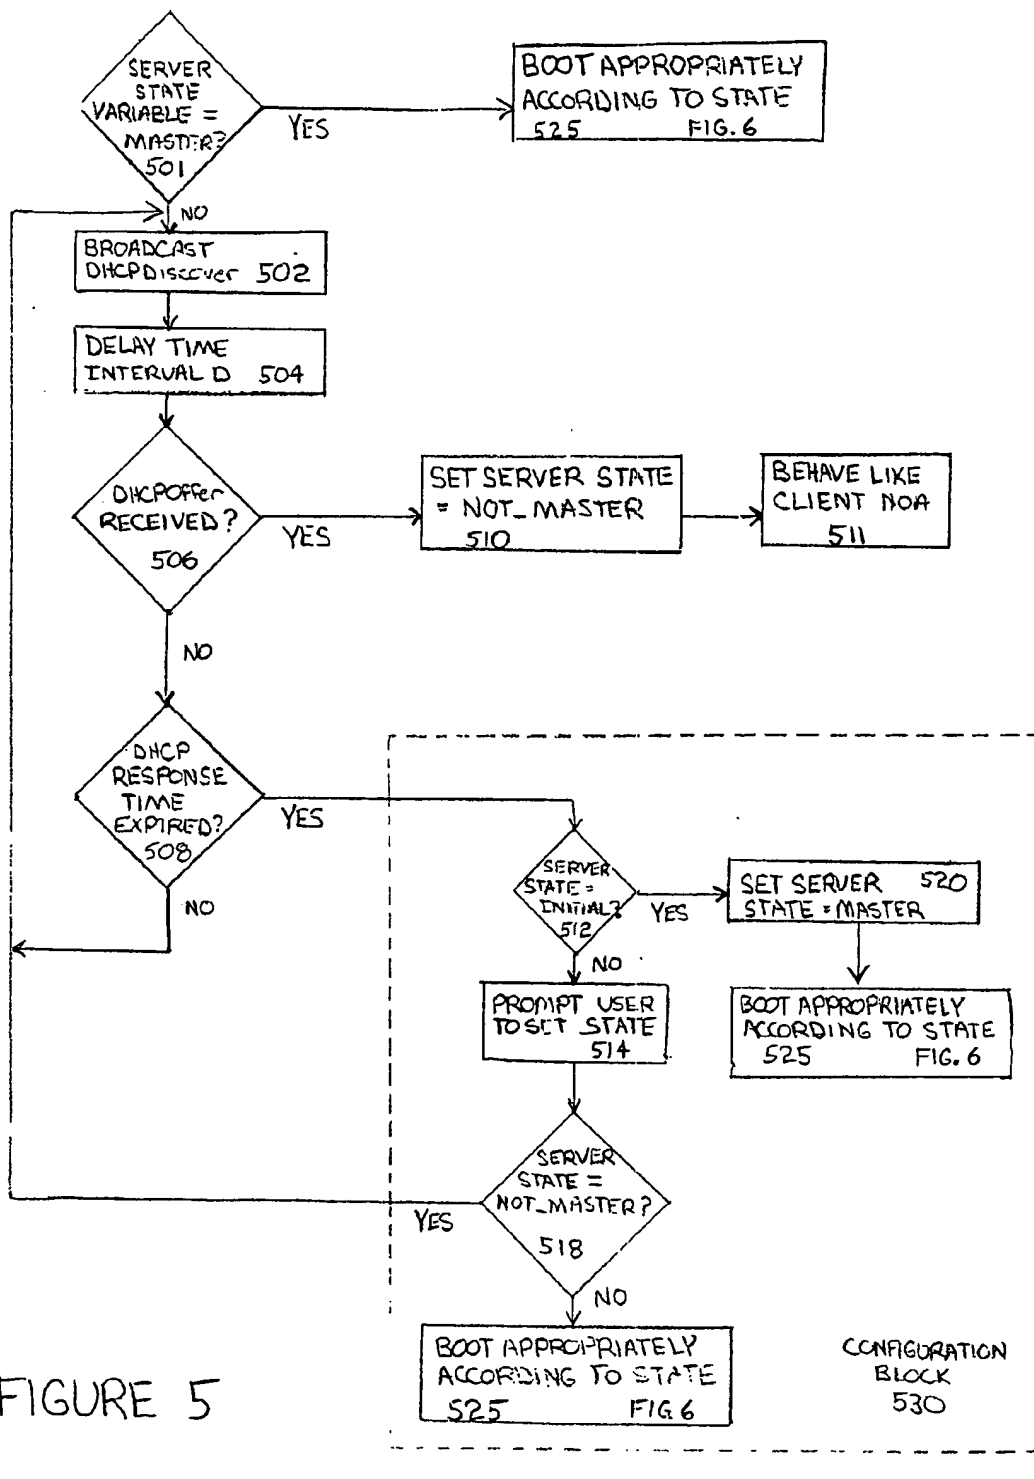 SERVER
STATE
VARIABLE =
MASTER?
501
YES
BOOT APPROPRIATELY
ACCORDING TO STATE
525 FIG. 6
NO
BROADCAST
DHCPDiscover 502
DELAY TIME
INTERVAL D 504
DHCPOffer
RECEIVED?
506
YES
SET SERVER STATE
= NOT_MASTER
510
BEHAVE LIKE
CLIENT NOA
511
NO
DHCP
RESPONSE
TIME
EXPIRED?
508
YES
NO
SERVER
STATE =
INITIAL?
512
YES
SET SERVER 520
STATE = MASTER
NO
PROMPT USER
TO SET STATE
514
BOOT APPROPRIATELY
ACCORDING TO STATE
525 FIG. 6
SERVER
STATE =
NOT_MASTER?
518
YES
NO
BOOT APPROPRIATELY
ACCORDING TO STATE
525 FIG 6
CONFIGURATION
BLOCK
530
FIGURE 5